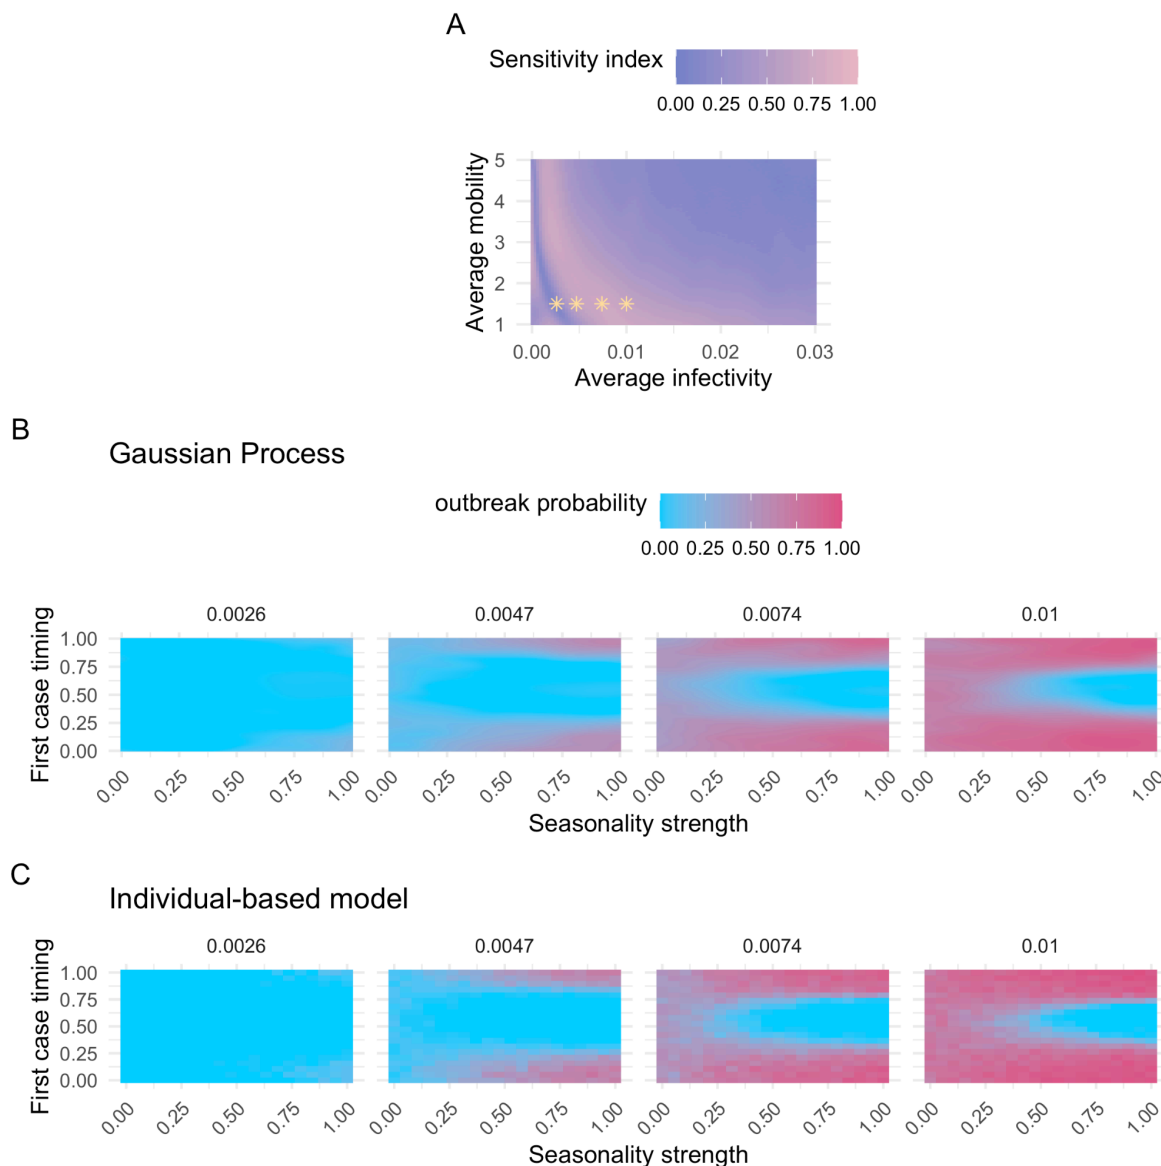 A
Sensitivity index
0.00 0.25 0.50 0.75 1.00
Average mobility
5
4
3
2
1
0.00 0.01 0.02 0.03
Average infectivity
B
Gaussian Process
outbreak probability
0.00 0.25 0.50 0.75 1.00
0.0026 0.0047 0.0074 0.01
First case timing
1.00
0.75
0.50
0.25
0.00
0.00 0.25 0.50 0.75 1.00 0.00 0.25 0.50 0.75 1.00 0.00 0.25 0.50 0.75 1.00 0.00 0.25 0.50 0.75 1.00
Seasonality strength
C
Individual-based model
0.0026 0.0047 0.0074 0.01
First case timing
1.00
0.75
0.50
0.25
0.00
0.00 0.25 0.50 0.75 1.00 0.00 0.25 0.50 0.75 1.00 0.00 0.25 0.50 0.75 1.00 0.00 0.25 0.50 0.75 1.00
Seasonality strength